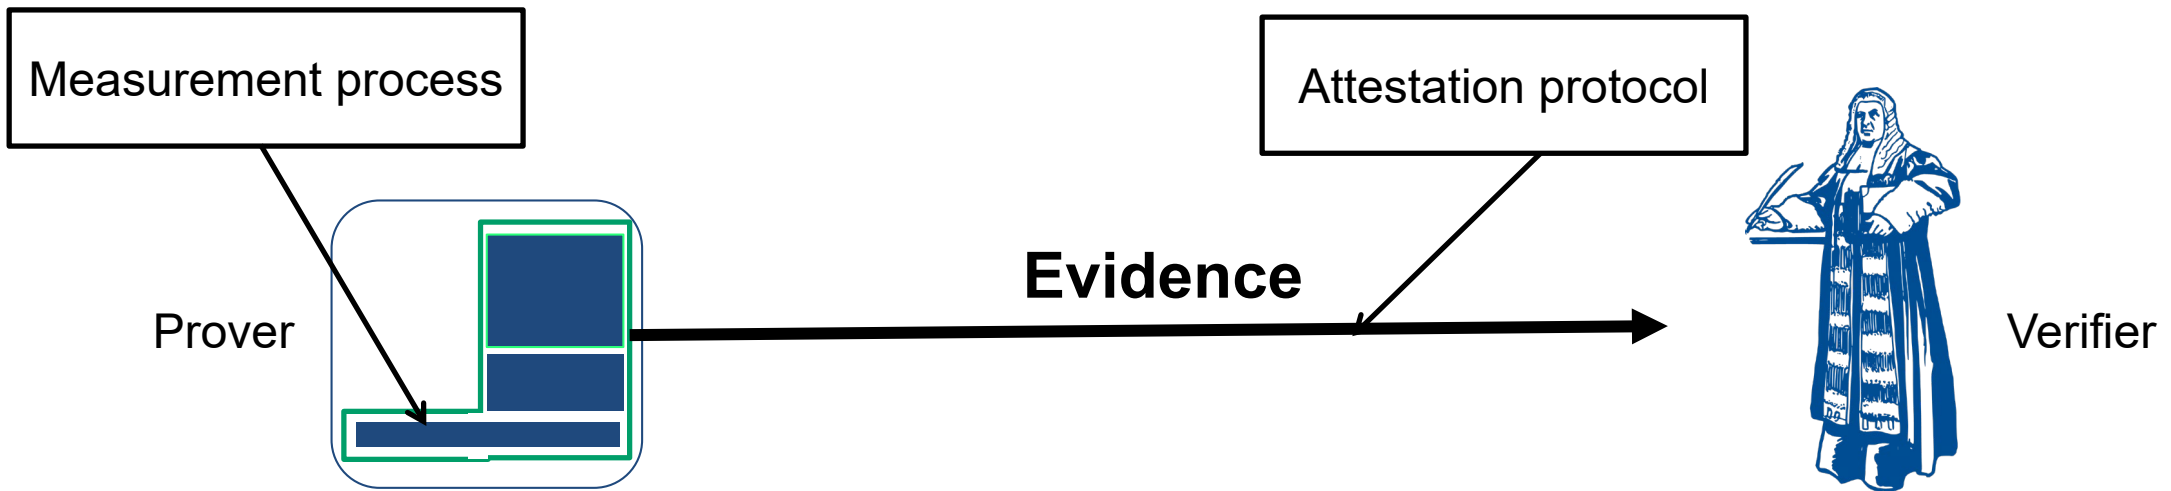 Measurement process
Attestation protocol
Evidence
Prover
Verifier